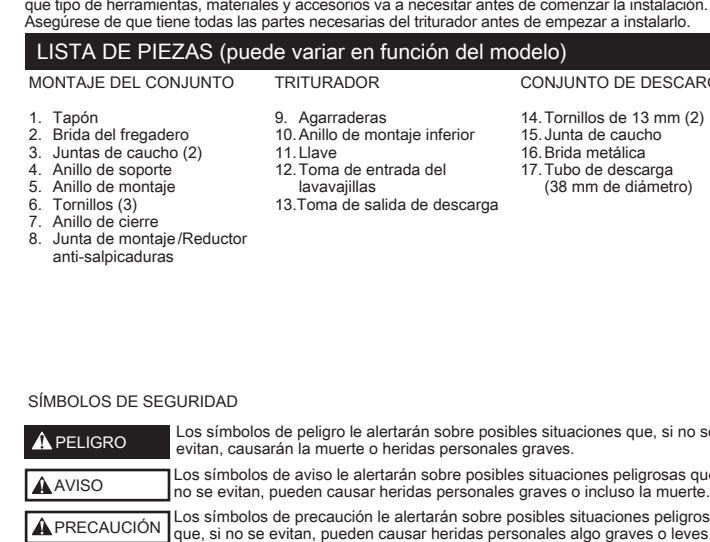 que tipo de herramientas, materiales y accesorios va a necesitar antes de comenzar la instalación.
Asegúrese de que tiene todas las partes necesarias del triturador antes de empezar a instalarlo.
LISTA DE PIEZAS (puede variar en función del modelo)
MONTAJE DEL CONJUNTO
1. Tapón
2. Brida del fregadero
3. Juntas de caucho (2)
4. Anillo de soporte
5. Anillo de montaje
6. Tornillos (3)
7. Anillo de cierre
8. Junta de montaje/Reductor
anti-salpicaduras
TRITURADOR
9. Agarraderas
10. Anillo de montaje inferior
11. Llave
12. Toma de entrada del
lavavajillas
13. Toma de salida de descarga
CONJUNTO DE DESCARG
14. Tornillos de 13 mm (2)
15. Junta de caucho
16. Brida metálica
17. Tubo de descarga
(38 mm de diámetro)
SÍMBOLOS DE SEGURIDAD
PELIGRO
Los símbolos de peligro le alertarán sobre posibles situaciones que, si no se
evitan, causarán la muerte o heridas personales graves.
AVISO
Los símbolos de aviso le alertarán sobre posibles situaciones peligrosas que
no se evitan, pueden causar heridas personales graves o incluso la muerte.
PRECAUCIÓN
Los símbolos de precaución le alertarán sobre posibles situaciones peligros
que, si no se evitan, pueden causar heridas personales algo graves o leves.